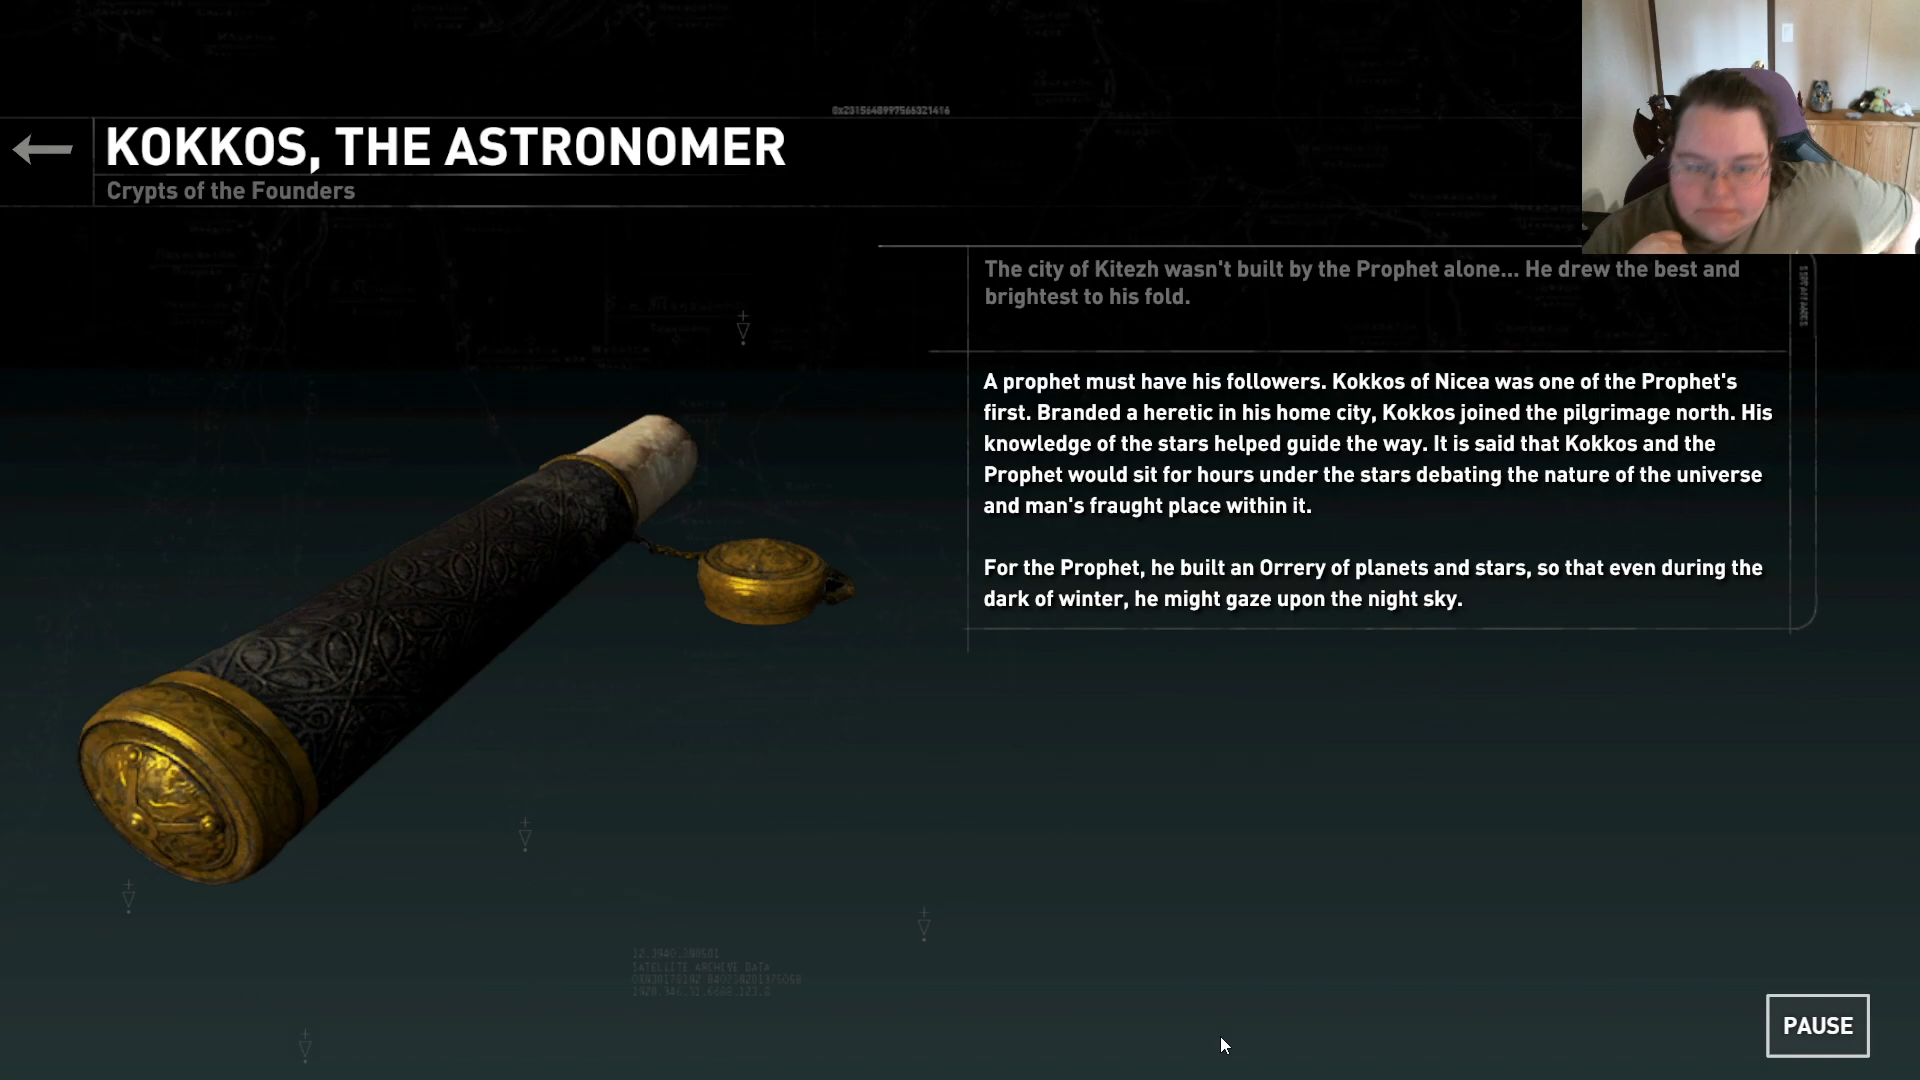 0x2315648997566321416
KOKKOS, THE ASTRONOMER
Crypts of the Founders
The city of Kitezh wasn't built by the Prophet alone... He drew the best and
brightest to his fold.
A prophet must have his followers. Kokkos of Nicea was one of the Prophet's
first. Branded a heretic in his home city, Kokkos joined the pilgrimage north. His
knowledge of the stars helped guide the way. It is said that Kokkos and the
Prophet would sit for hours under the stars debating the nature of the universe
and man's fraught place within it.
For the Prophet, he built an Orrery of planets and stars, so that even during the
dark of winter, he might gaze upon the night sky.
SATELLITE ARCHIVE DATA
PAUSE